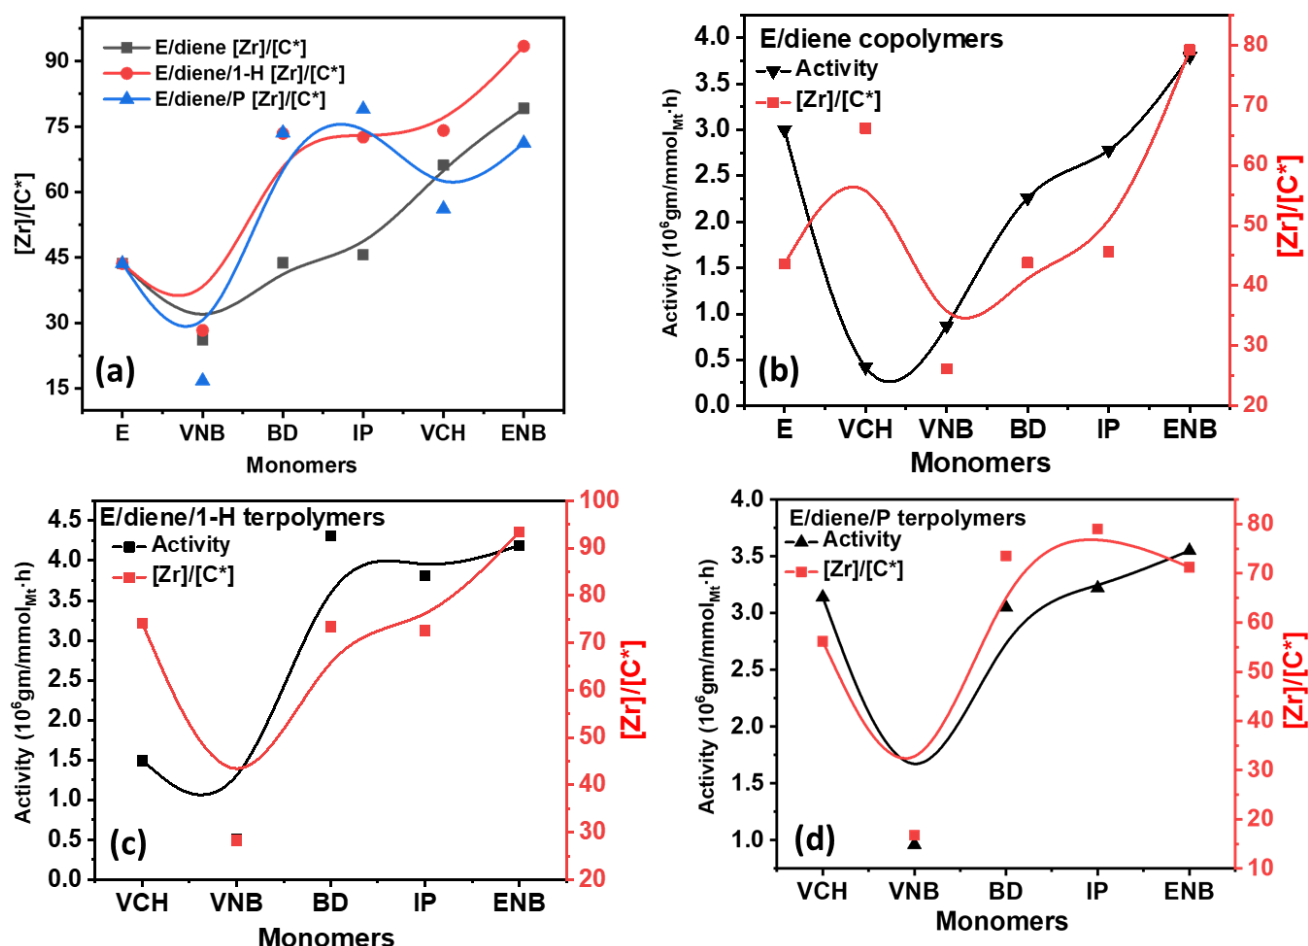 E/diene [Zr]/[C*]
E/diene/1-H [Zr]/[C*]
E/diene/P [Zr]/[C*]
[Zr]/[C*]
90
75
60
45
30
15
(a)
E VNB BD IP VCH ENB
Monomers
E/diene copolymers
Activity
[Zr]/[C*]
Activity (10⁶gm/mmolMt·h)
4.0
3.5
3.0
2.5
2.0
1.5
1.0
0.5
0.0
80
70
60
50
40
30
20
[Zr]/[C*]
(b)
E VCH VNB BD IP ENB
Monomers
E/diene/1-H terpolymers
Activity
[Zr]/[C*]
Activity (10⁶gm/mmolMt·h)
4.5
4.0
3.5
3.0
2.5
2.0
1.5
1.0
0.5
0.0
100
90
80
70
60
50
40
30
20
[Zr]/[C*]
(c)
VCH VNB BD IP ENB
Monomers
E/diene/P terpolymers
Activity
[Zr]/[C*]
Activity (10⁶gm/mmolMt·h)
4.0
3.5
3.0
2.5
2.0
1.5
1.0
80
70
60
50
40
30
20
10
[Zr]/[C*]
(d)
VCH VNB BD IP ENB
Monomers